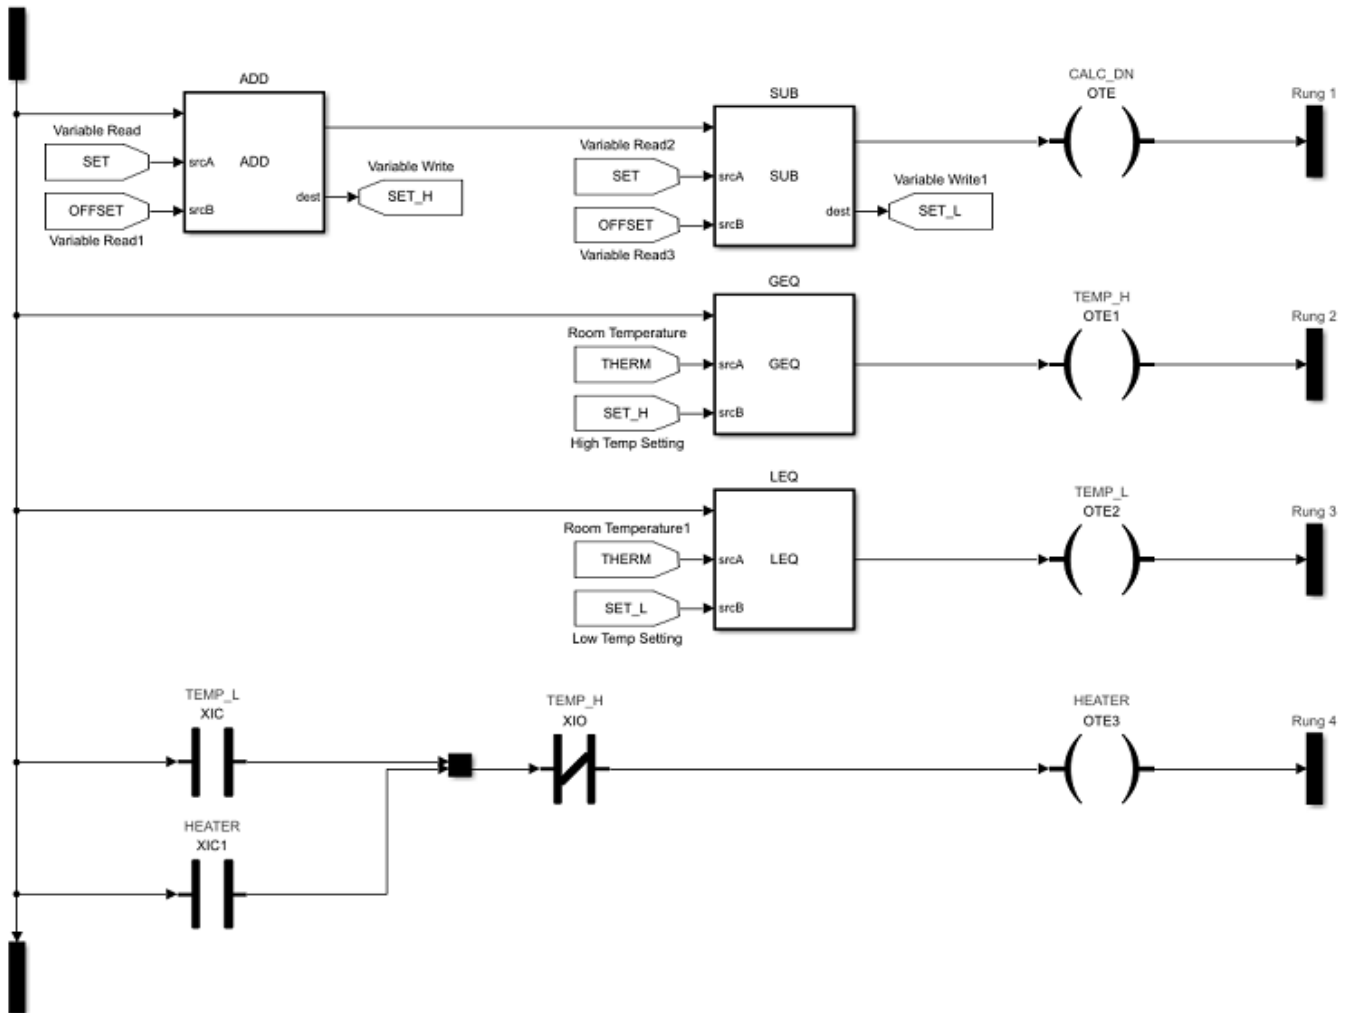 ADD
Variable Read
SET
OFFSET
Variable Read1
srcA
ADD
srcB
dest
Variable Write
SET_H
SUB
Variable Read2
SET
OFFSET
Variable Read3
srcA
SUB
srcB
dest
Variable Write1
SET_L
CALC_DN
OTE
Rung 1
GEQ
Room Temperature
THERM
SET_H
High Temp Setting
srcA
GEQ
srcB
TEMP_H
OTE1
Rung 2
LEQ
Room Temperature1
THERM
SET_L
Low Temp Setting
srcA
LEQ
srcB
TEMP_L
OTE2
Rung 3
TEMP_L
XIC
TEMP_H
XIO
HEATER
OTE3
Rung 4
HEATER
XIC1